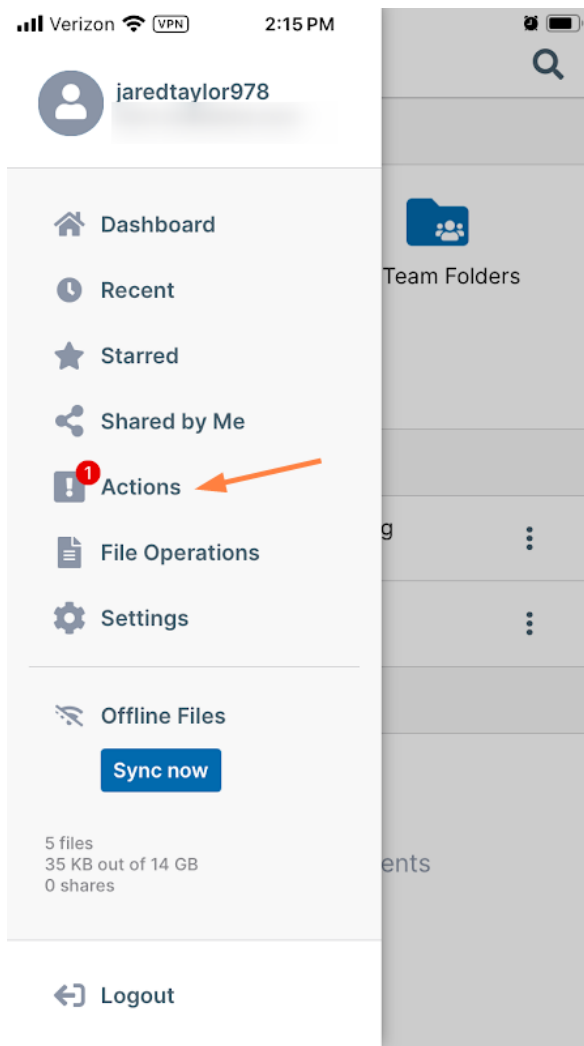 Verizon VPN 2:15 PM
jaredtaylor978
Dashboard
Recent
Team Folders
Starred
Shared by Me
1
Actions
g
File Operations
Settings
Offline Files
Sync now
5 files
35 KB out of 14 GB
ents
0 shares
Logout